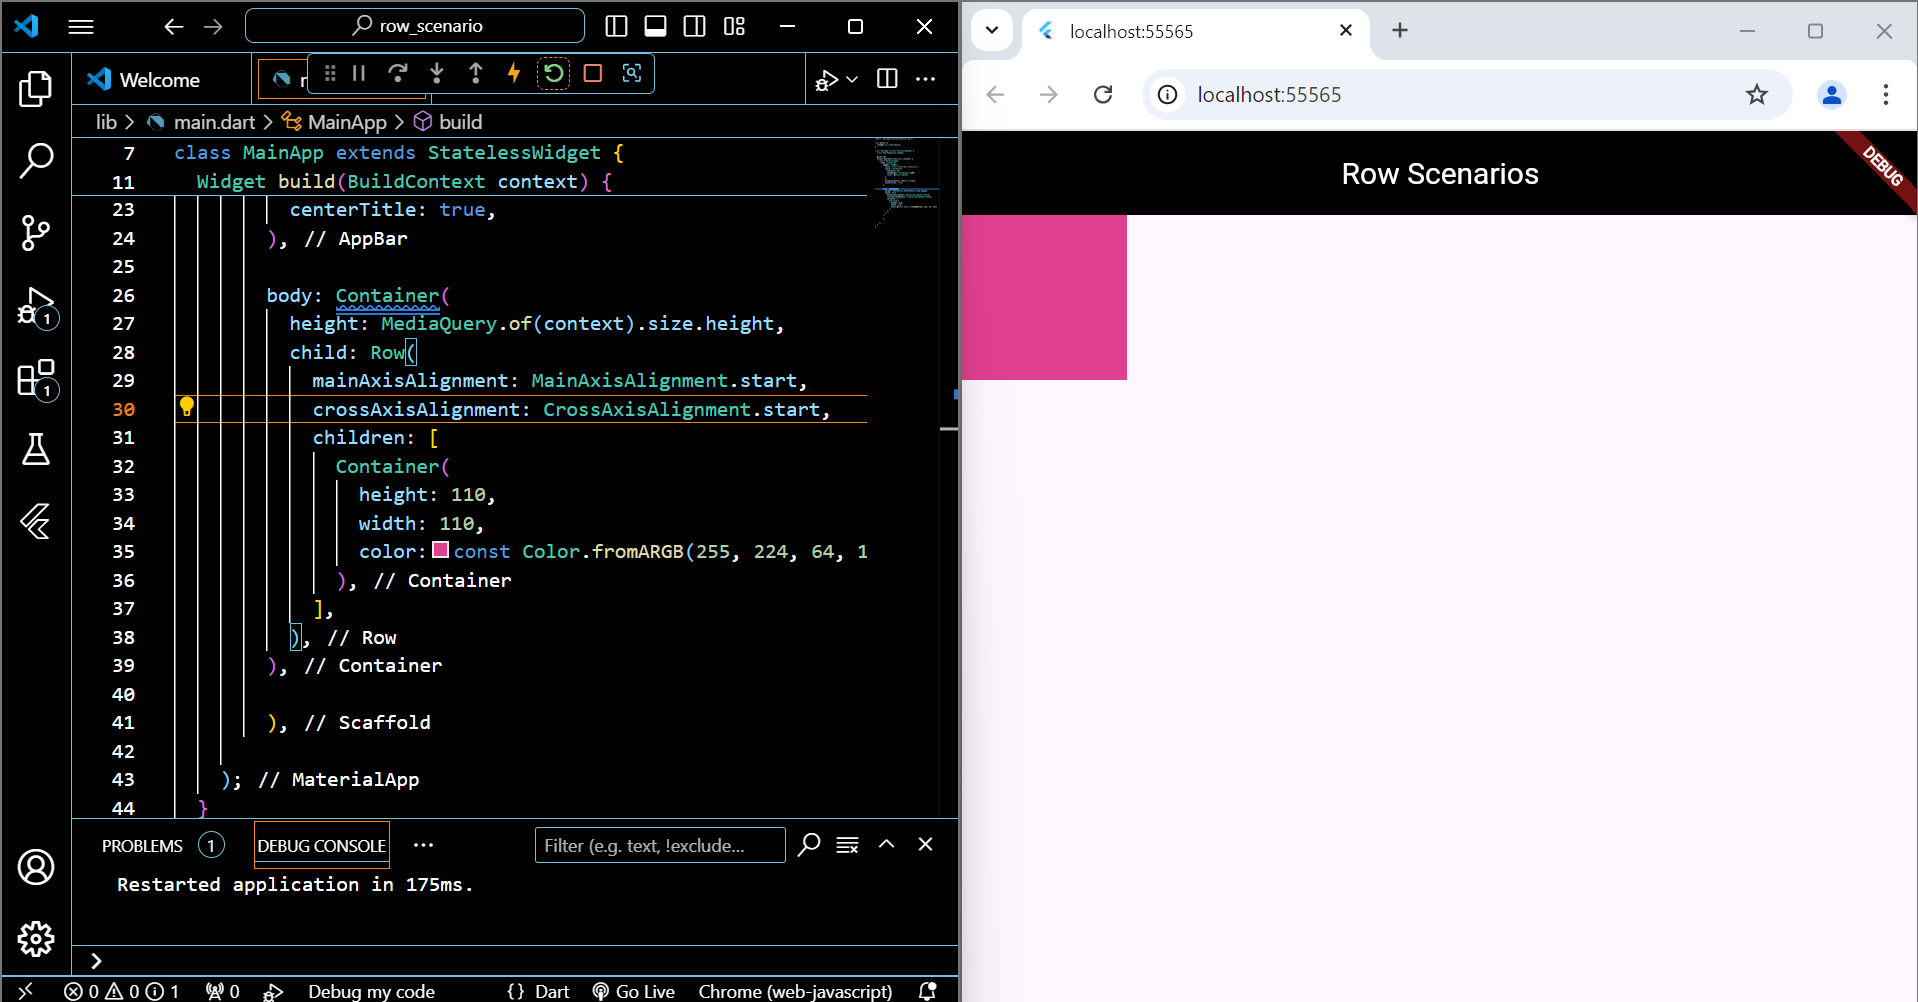 row_scenario
Welcome
lib > main.dart > MainApp > build
7 class MainApp extends StatelessWidget {
11 Widget build(BuildContext context) {
23 centerTitle: true,
24 ), // AppBar
25
26 body: Container(
27 height: MediaQuery.of(context).size.height,
28 child: Row(
29 mainAxisAlignment: MainAxisAlignment.start,
30 crossAxisAlignment: CrossAxisAlignment.start,
31 children: [
32 Container(
33 height: 110,
34 width: 110,
35 color: const Color.fromARGB(255, 224, 64, 1
36 ), // Container
37 ],
38 ), // Row
39 ), // Container
40
41 ), // Scaffold
42
43 ); // MaterialApp
44 }
1
1
PROBLEMS 1 DEBUG CONSOLE ...
Filter (e.g. text, !exclude...
Restarted application in 175ms.
>
0 0 1 0 Debug my code {} Dart Go Live Chrome (web-javascript)
localhost:55565
localhost:55565
Row Scenarios
DEBUG